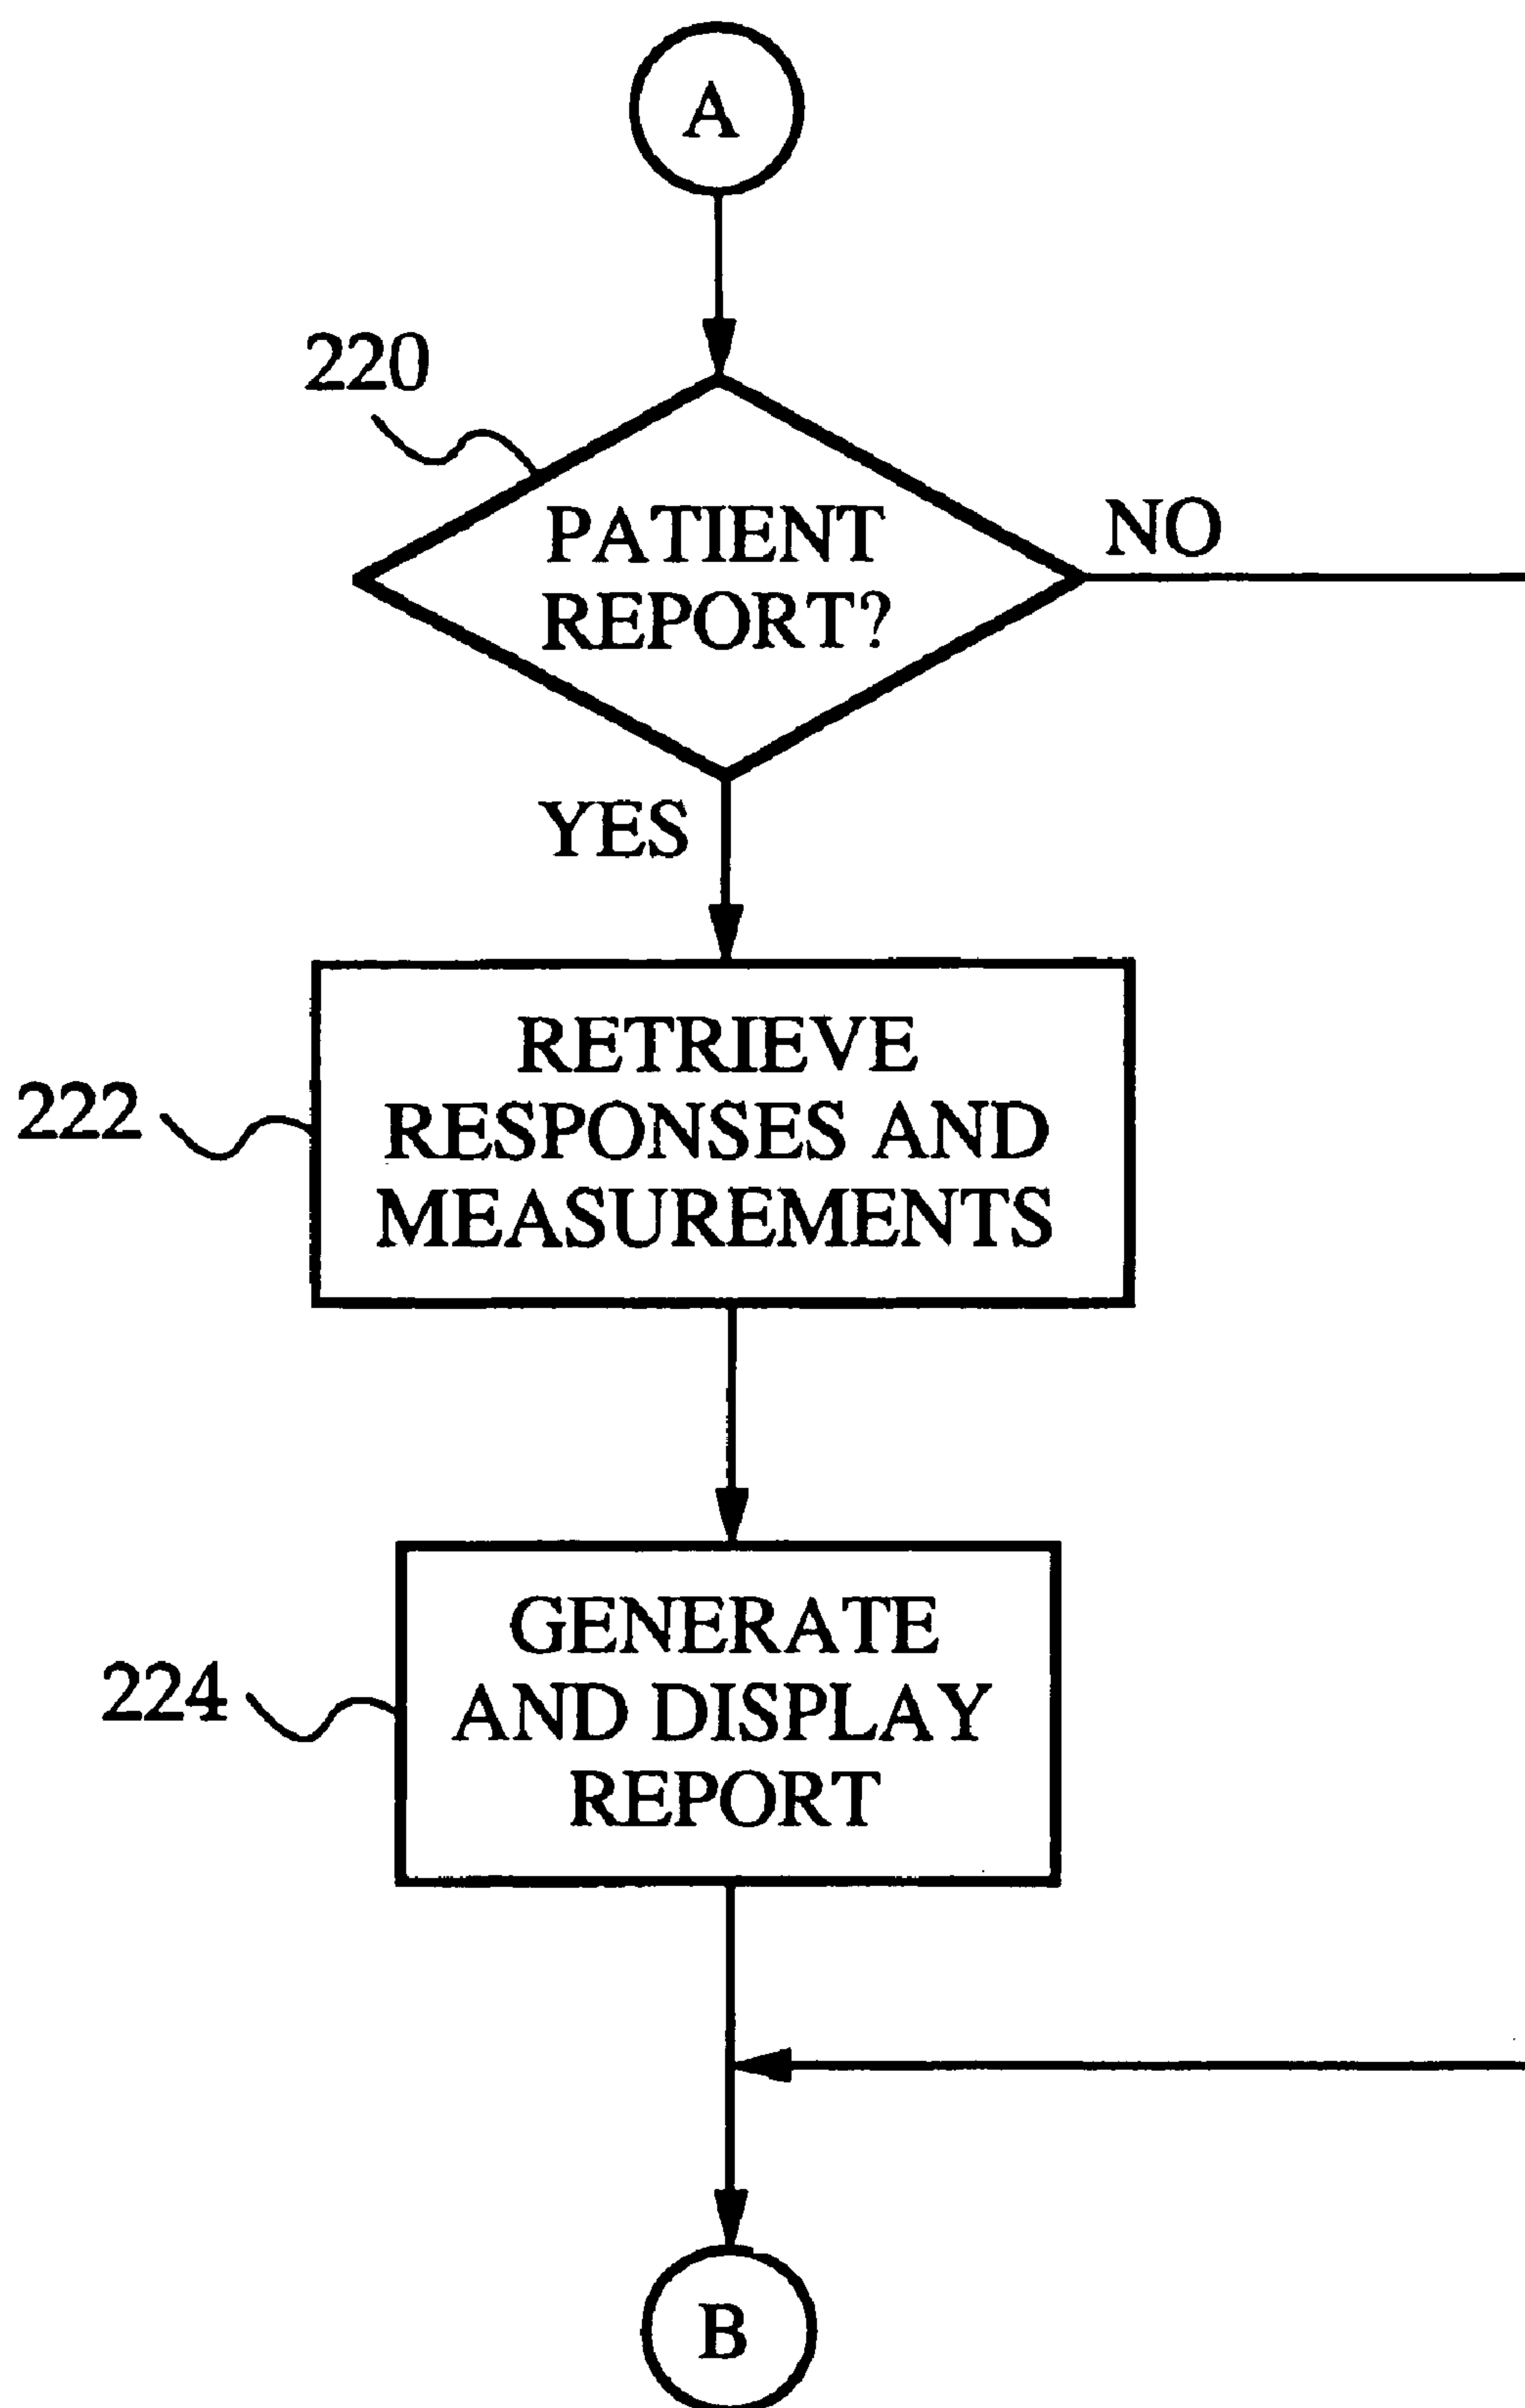 A
220
PATIENT
REPORT?
NO
YES
RETRIEVE
RESPONSES AND
MEASUREMENTS
222
GENERATE
AND DISPLAY
REPORT
224
B